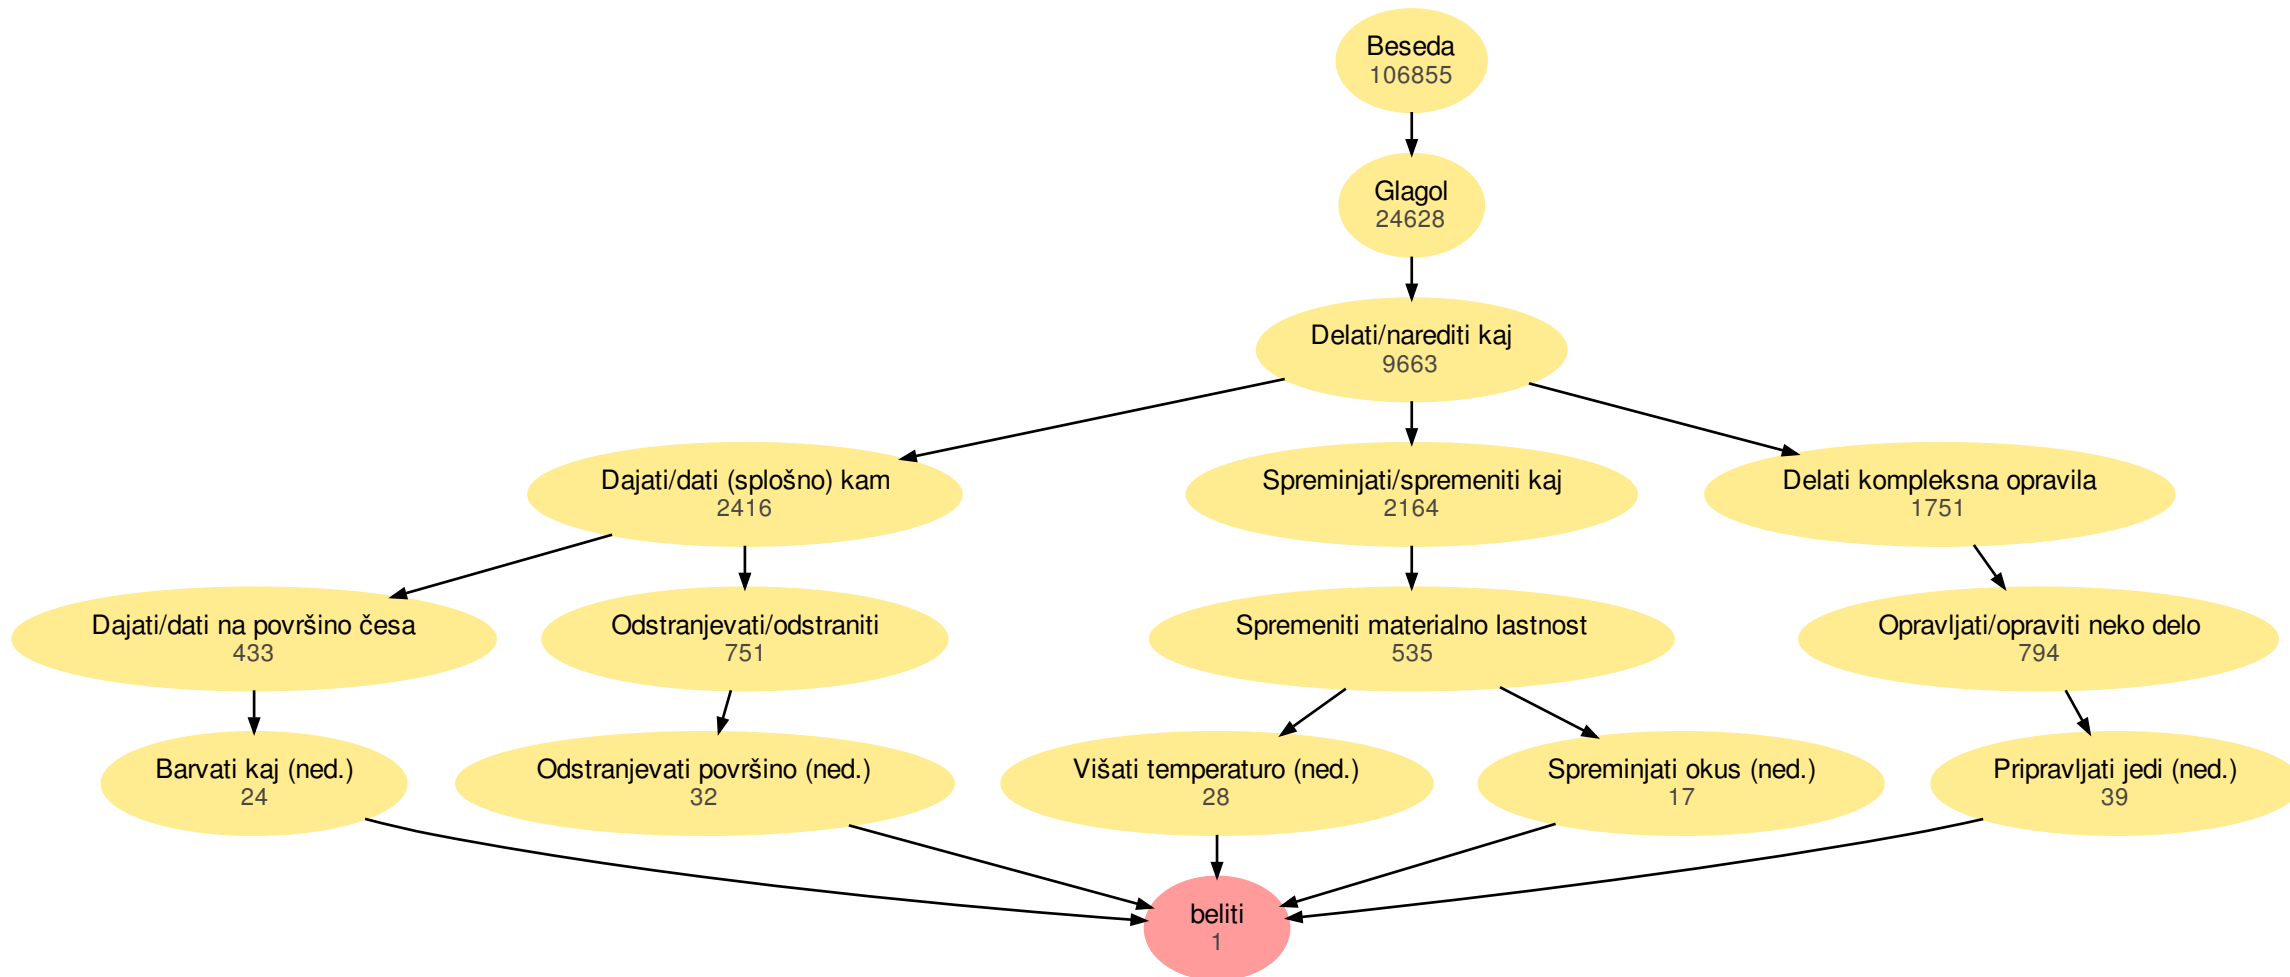 Beseda
106855
Glagol
24628
Delati/narediti kaj
9663
Dajati/dati (splošno) kam
2416
Spreminjati/spremeniti kaj
2164
Delati kompleksna opravila
1751
Dajati/dati na površino česa
433
Odstranjevati/odstraniti
751
Spremeniti materialno lastnost
535
Opravljati/opraviti neko delo
794
Barvati kaj (ned.)
24
Odstranjevati površino (ned.)
32
Višati temperaturo (ned.)
28
Spreminjati okus (ned.)
17
Pripravljati jedi (ned.)
39
beliti
1